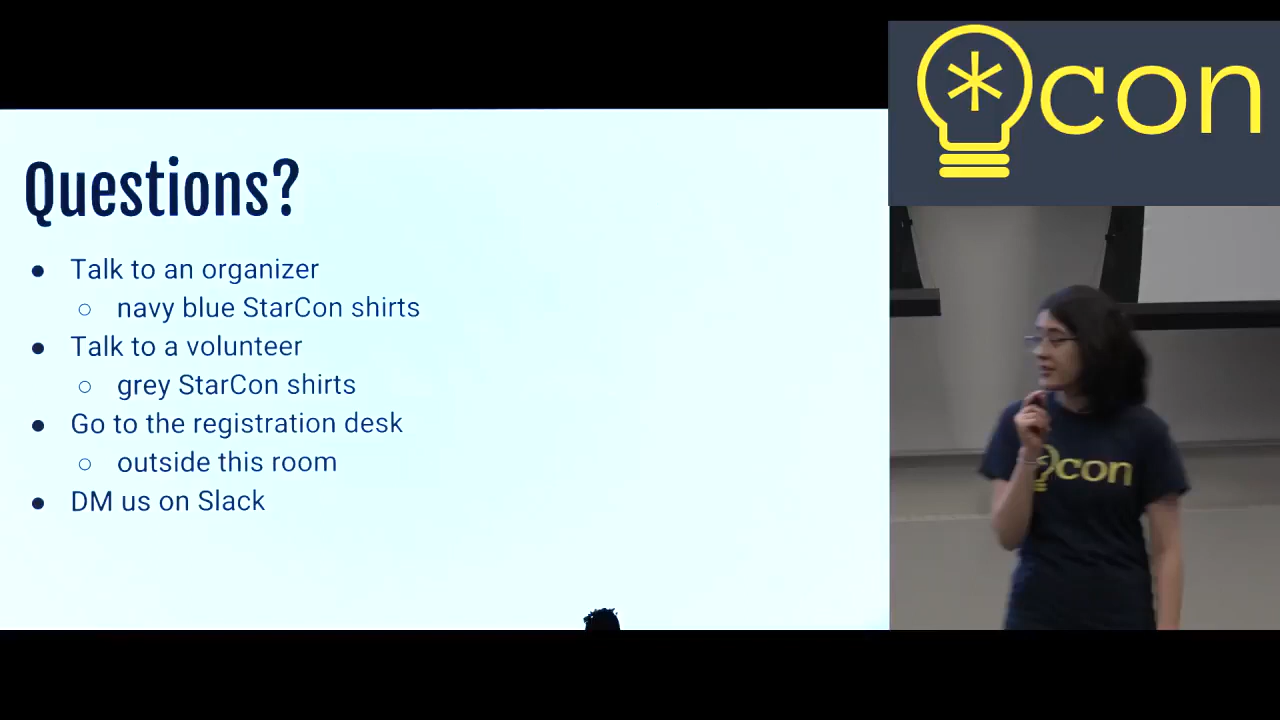 Questions?
● Talk to an organizer
○ navy blue StarCon shirts
● Talk to a volunteer
○ grey StarCon shirts
● Go to the registration desk
○ outside this room
● DM us on Slack
*con
*con